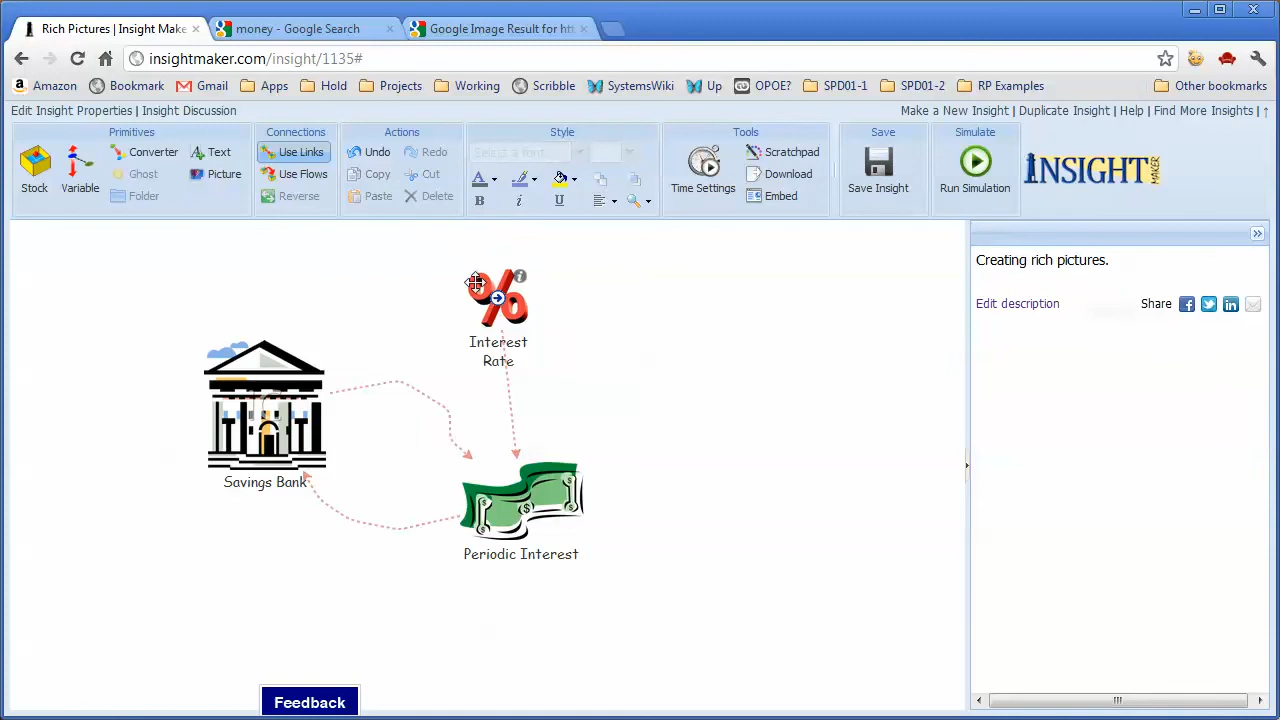 Rich Pictures | Insight Make
money - Google Search
Google Image Result for htt
insightmaker.com/insight/1135#
Amazon Bookmark Gmail Apps Hold Projects Working Scribble SystemsWiki Up OPOE? SPD01-1 SPD01-2 RP Examples Other bookmarks
Edit Insight Properties | Insight Discussion
Make a New Insight | Duplicate Insight | Help | Find More Insights | ↑
Primitives Connections Actions Style Tools Save Simulate
Stock
Variable
Converter
Ghost
Folder
Text
Picture
Use Links
Use Flows
Reverse
Undo
Copy
Paste
Redo
Cut
Delete
Select a font...
A
B i U
Time Settings
Scratchpad
Download
Embed
Save Insight
Run Simulation
INSIGHT
MAKER
Creating rich pictures.
Edit description
Share
%
Interest
Rate
Savings Bank
Periodic Interest
Feedback